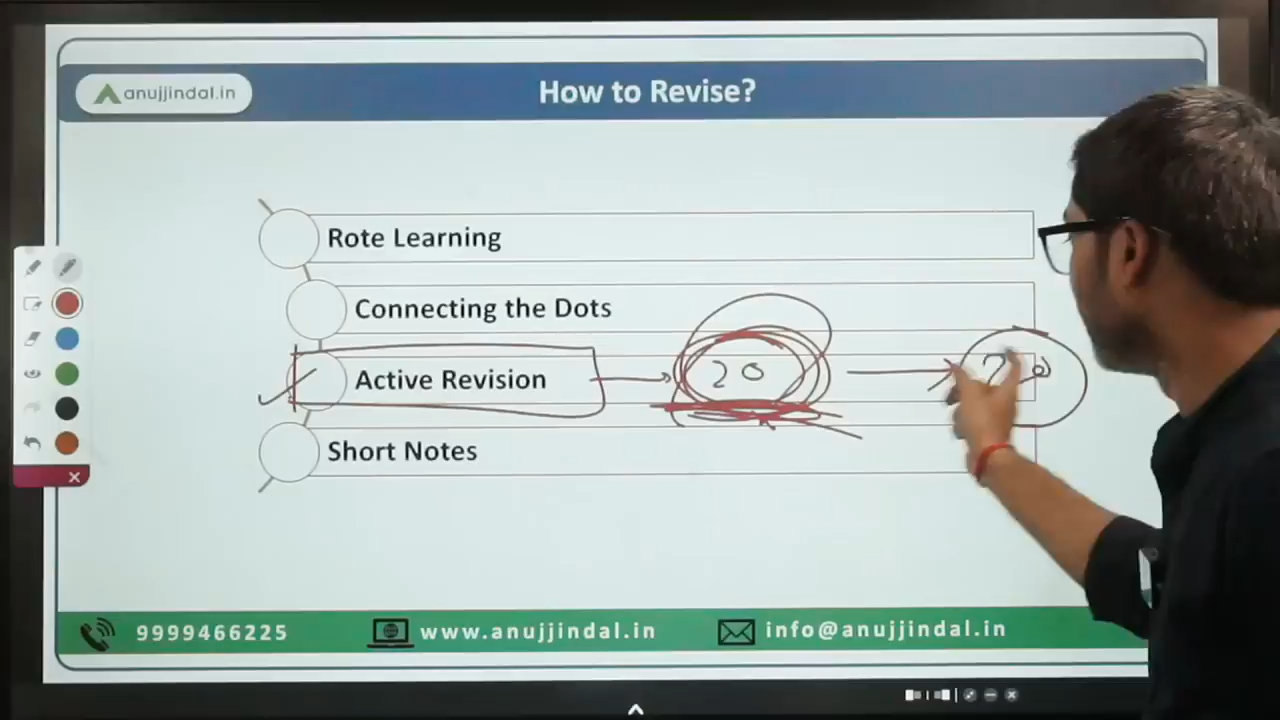 anujjindal.in
How to Revise?
Rote Learning
Connecting the Dots
Active Revision
20
Short Notes
9999466225
www.anujjindal.in
info@anujjindal.in